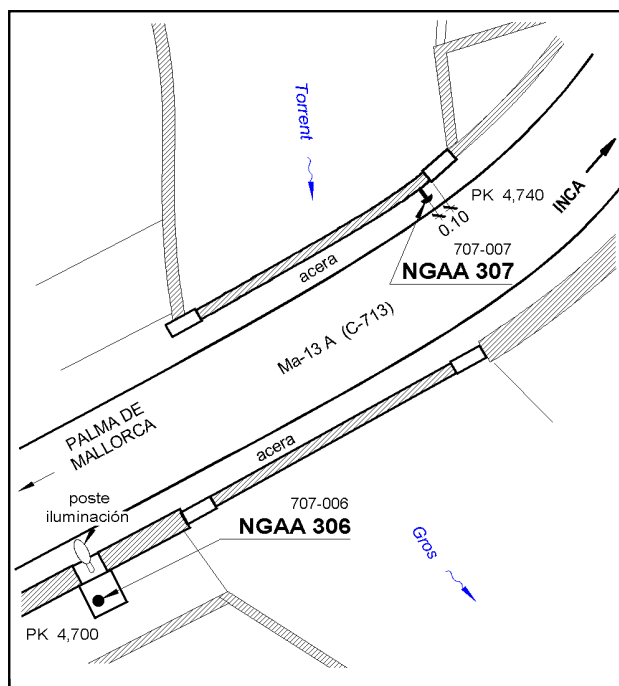 Torrent
PK 4,740
INCA
0.10
707-007
NGAA 307
acera
Ma-13 A (C-713)
PALMA DE
MALLORCA
acera
poste
iluminación
707-006
NGAA 306
Gros
PK 4,700